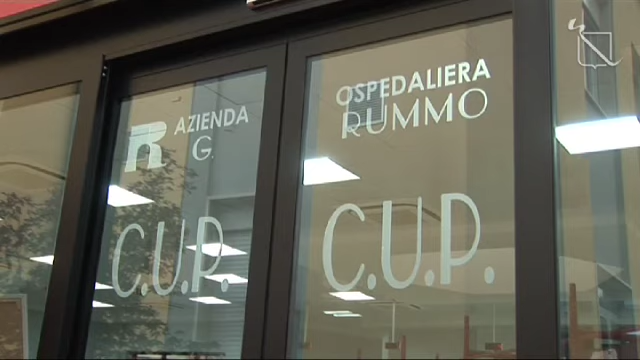 R AZIENDA OSPEDALIERA
G. RUMMO
C.U.P. C.U.P.